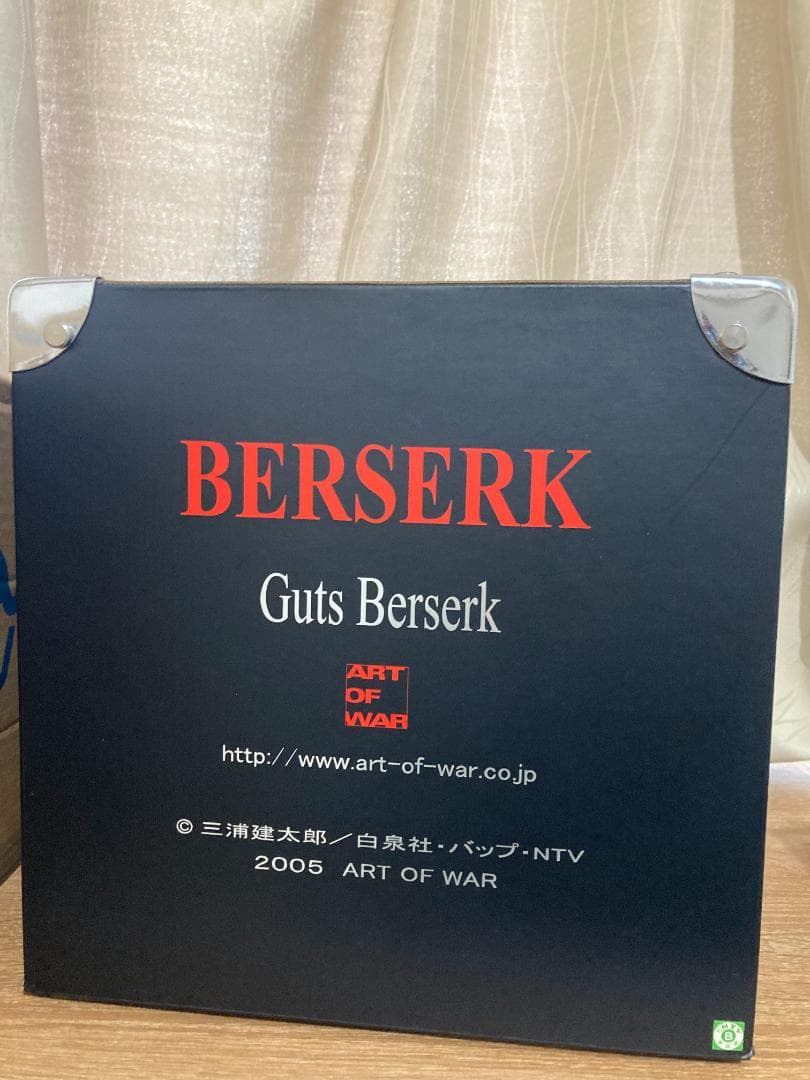 BERSERK
Guts Berserk
ART
OF
WAR
http://www.art-of-war.co.jp
© 三浦建太郎／白泉社・バップ・NTV
2005 ART OF WAR
B